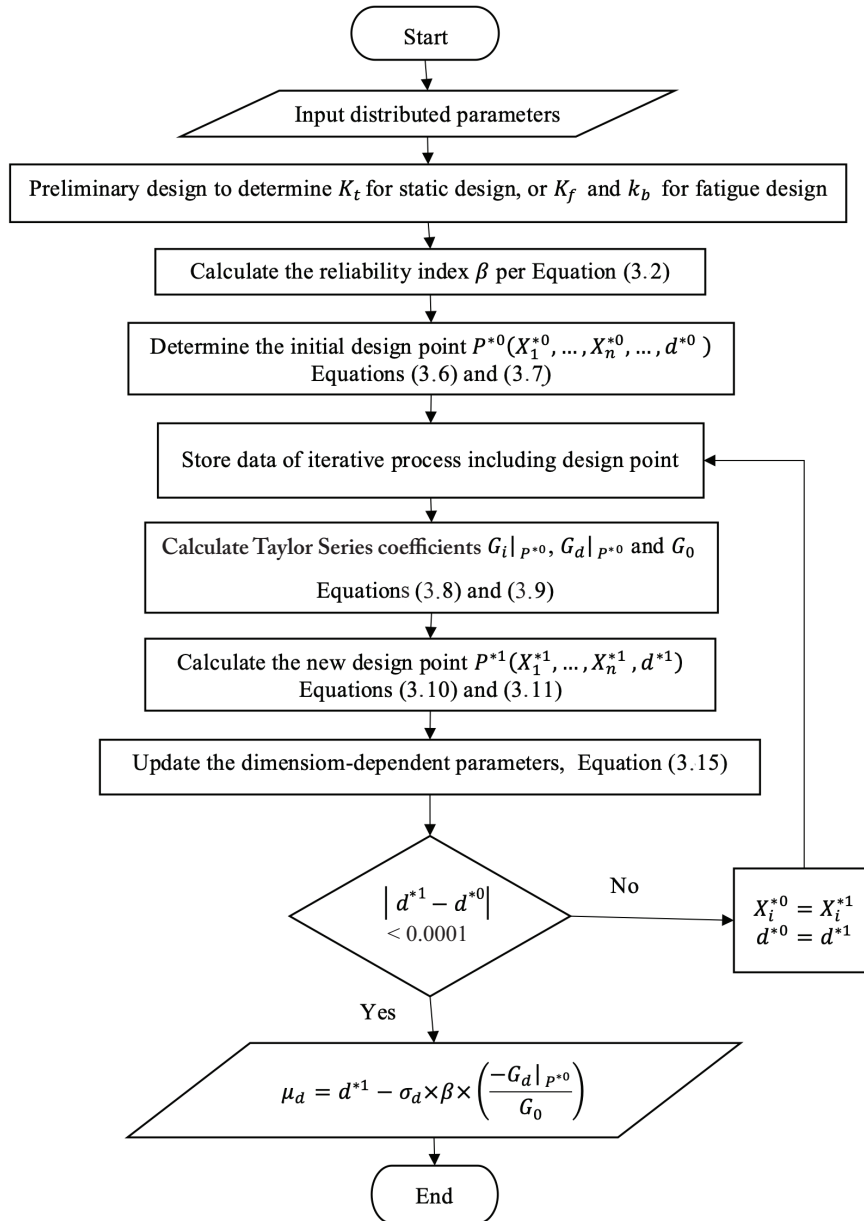 Start
Input distributed parameters
Preliminary design to determine K_t for static design, or K_f and k_b for fatigue design
Calculate the reliability index β per Equation (3.2)
Determine the initial design point P^{*0}(X_1^{*0}, …, X_n^{*0}, …, d^{*0} )
Equations (3.6) and (3.7)
Store data of iterative process including design point
Calculate Taylor Series coefficients G_i|_{P^{*0}}, G_d|_{P^{*0}} and G_0
Equations (3.8) and (3.9)
Calculate the new design point P^{*1}(X_1^{*1}, …, X_n^{*1} , d^{*1})
Equations (3.10) and (3.11)
Update the dimensiom-dependent parameters, Equation (3.15)
| d^{*1} − d^{*0}|
< 0.0001
No
X_i^{*0} = X_i^{*1}
d^{*0} = d^{*1}
Yes
μ_d = d^{*1} − σ_d×β×(−G_d|_{P^{*0}} / G_0)
End